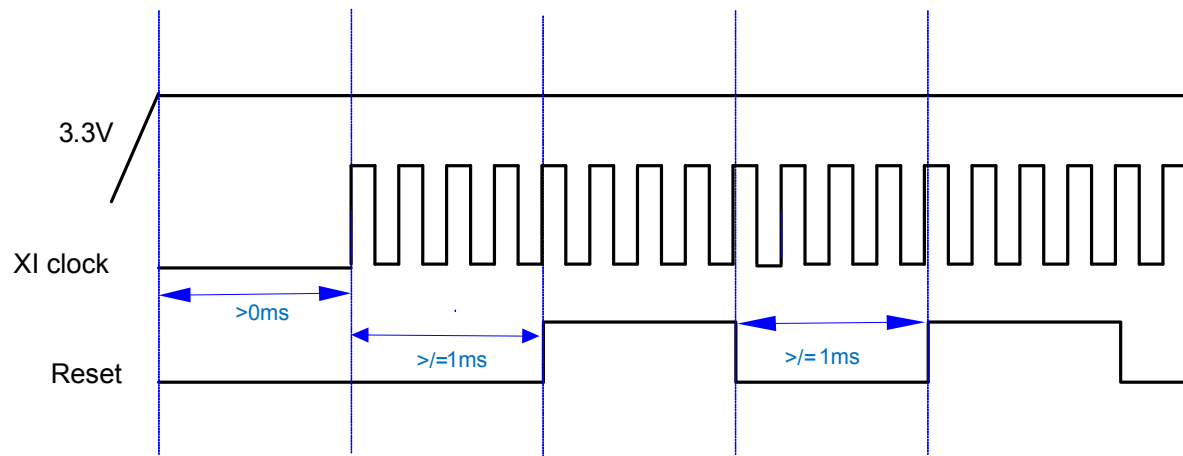 3.3V
XI clock
>0ms
>/=1ms
>/=1ms
Reset